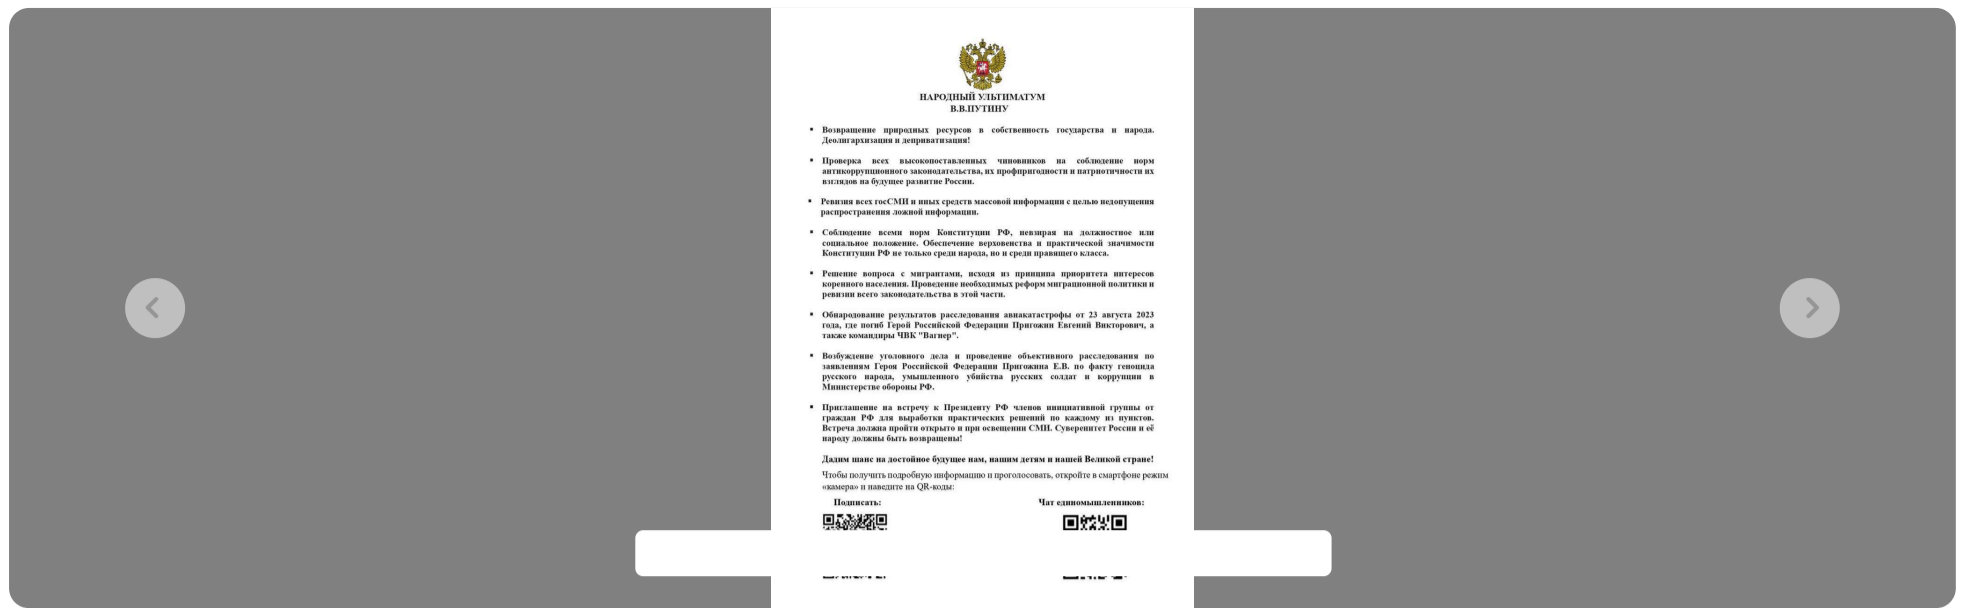 НАРОДНЫЙ УЛЬТИМАТУМ
В.В.ПУТИНУ
▪ Возвращение природных ресурсов в собственность государства и народа.
Деолигархизация и деприватизация!
▪ Проверка всех высокопоставленных чиновников на соблюдение норм
антикоррупционного законодательства, их профпригодности и патриотичности их
взглядов на будущее развитие России.
▪ Ревизия всех госСМИ и иных средств массовой информации с целью недопущения
распространения ложной информации.
▪ Соблюдение всеми норм Конституции РФ, невзирая на должностное или
социальное положение. Обеспечение верховенства и практической значимости
Конституции РФ не только среди народа, но и среди правящего класса.
▪ Решение вопроса с мигрантами, исходя из принципа приоритета интересов
коренного населения. Проведение необходимых реформ миграционной политики и
ревизии всего законодательства в этой части.
▪ Обнародование результатов расследования авиакатастрофы от 23 августа 2023
года, где погиб Герой Российской Федерации Пригожин Евгений Викторович, а
также командиры ЧВК "Вагнер".
▪ Возбуждение уголовного дела и проведение объективного расследования по
заявлениям Героя Российской Федерации Пригожина Е.В. по факту геноцида
русского народа, умышленного убийства русских солдат и коррупции в
Министерстве обороны РФ.
▪ Приглашение на встречу к Президенту РФ членов инициативной группы от
граждан РФ для выработки практических решений по каждому из пунктов.
Встреча должна пройти открыто и при освещении СМИ. Суверенитет России и её
народу должны быть возвращены!
Дадим шанс на достойное будущее нам, нашим детям и нашей Великой стране!
Чтобы получить подробную информацию и проголосовать, откройте в смартфоне режим
«камера» и наведите на QR-коды:
Подписать: Чат единомышленников: